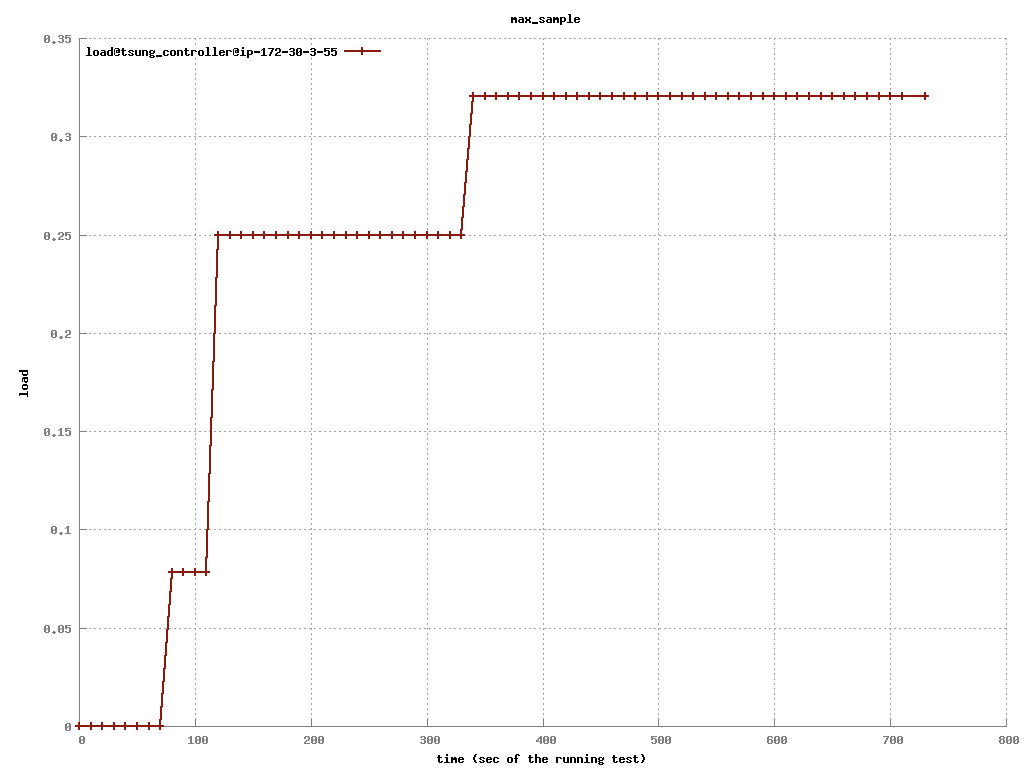 max_sample
0.35
load@tsung_controller@ip-172-30-3-55
0.3
0.25
0.2
load
0.15
0.1
0.05
0
0 100 200 300 400 500 600 700 800
time (sec of the running test)